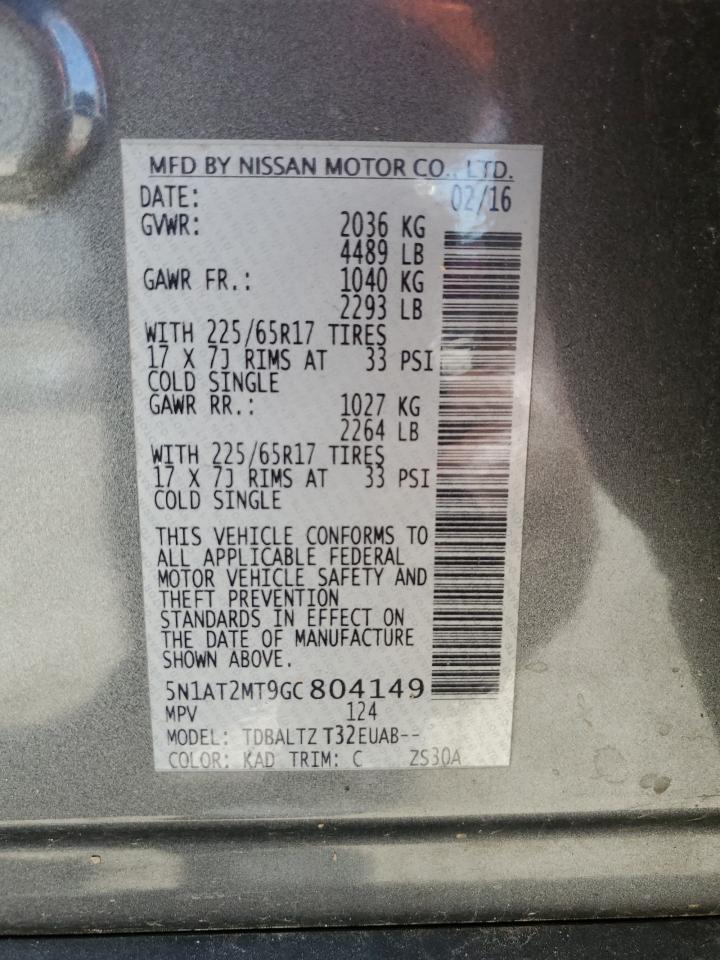 MFD BY NISSAN MOTOR CO., LTD.
DATE: 02/16
GVWR: 2036 KG
4489 LB
GAWR FR.: 1040 KG
2293 LB
WITH 225/65R17 TIRES
17 X 7J RIMS AT 33 PSI
COLD SINGLE
GAWR RR.: 1027 KG
2264 LB
WITH 225/65R17 TIRES
17 X 7J RIMS AT 33 PSI
COLD SINGLE
THIS VEHICLE CONFORMS TO
ALL APPLICABLE FEDERAL
MOTOR VEHICLE SAFETY AND
THEFT PREVENTION
STANDARDS IN EFFECT ON
THE DATE OF MANUFACTURE
SHOWN ABOVE.
5N1AT2MT9GC804149
MPV 124
MODEL: TDBALTZ T32EUAB--
COLOR: KAD TRIM: C ZS30A